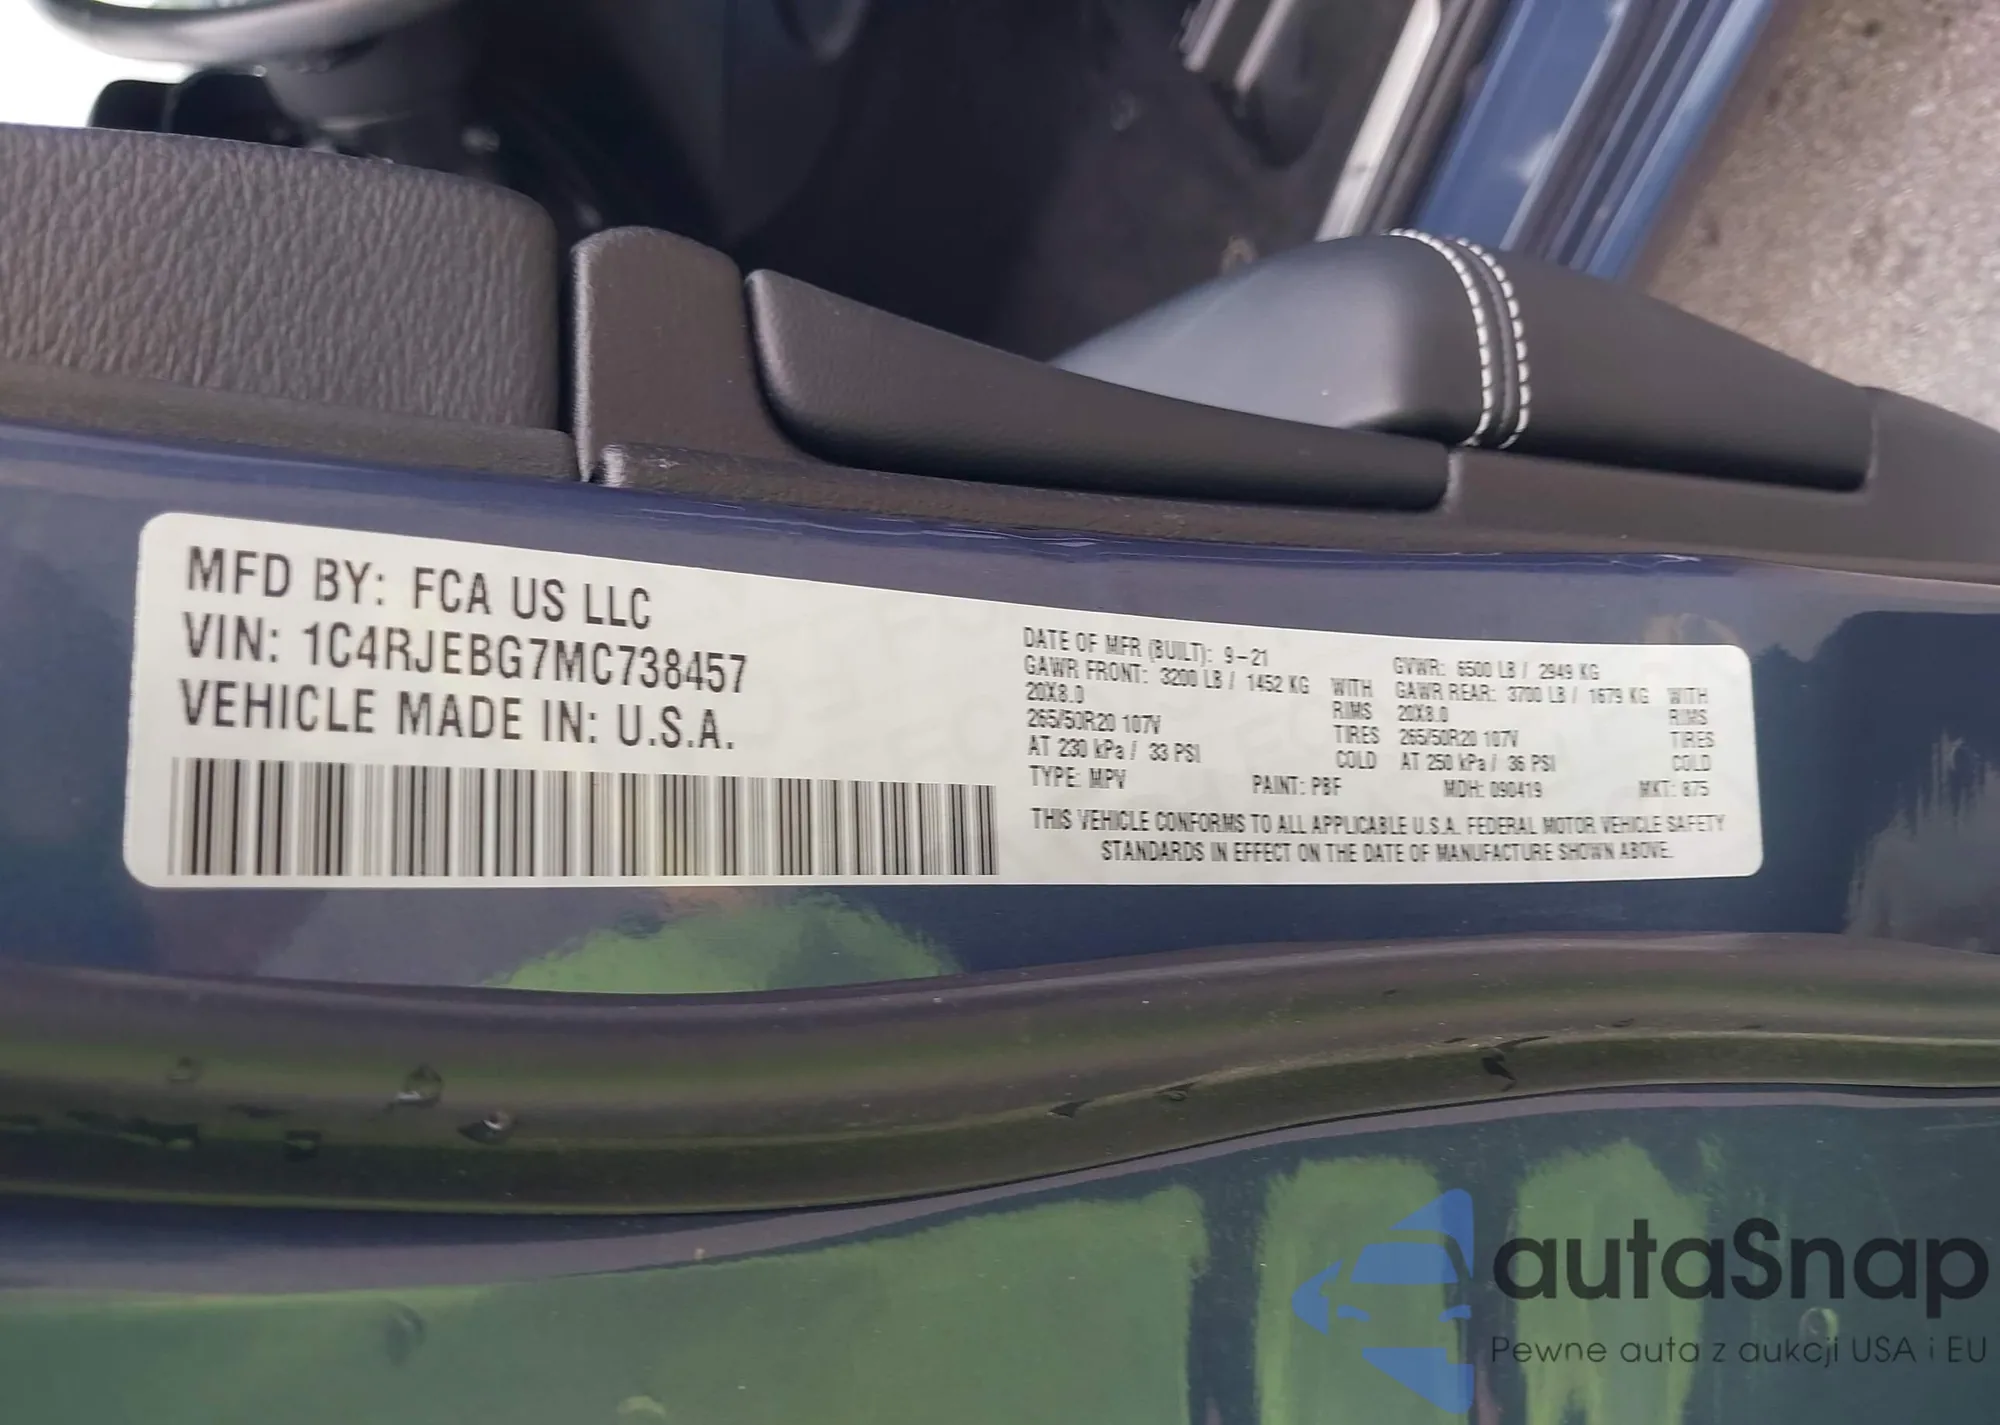 MFD BY: FCA US LLC
VIN: 1C4RJEBG7MC738457
VEHICLE MADE IN: U.S.A.
DATE OF MFR (BUILT): 9-21 GVWR: 6500 LB / 2949 KG
GAWR FRONT: 3200 LB / 1452 KG WITH GAWR REAR: 3700 LB / 1679 KG WITH
20X8.0 RIMS 20X8.0 RIMS
265/50R20 107V TIRES 265/50R20 107V TIRES
AT 230 kPa / 33 PSI COLD AT 250 kPa / 36 PSI COLD
TYPE: MPV PAINT: PBF MDH: 090419 MKT: 875
THIS VEHICLE CONFORMS TO ALL APPLICABLE U.S.A. FEDERAL MOTOR VEHICLE SAFETY
STANDARDS IN EFFECT ON THE DATE OF MANUFACTURE SHOWN ABOVE.
autaSnap
Pewne auta z aukcji USA i EU